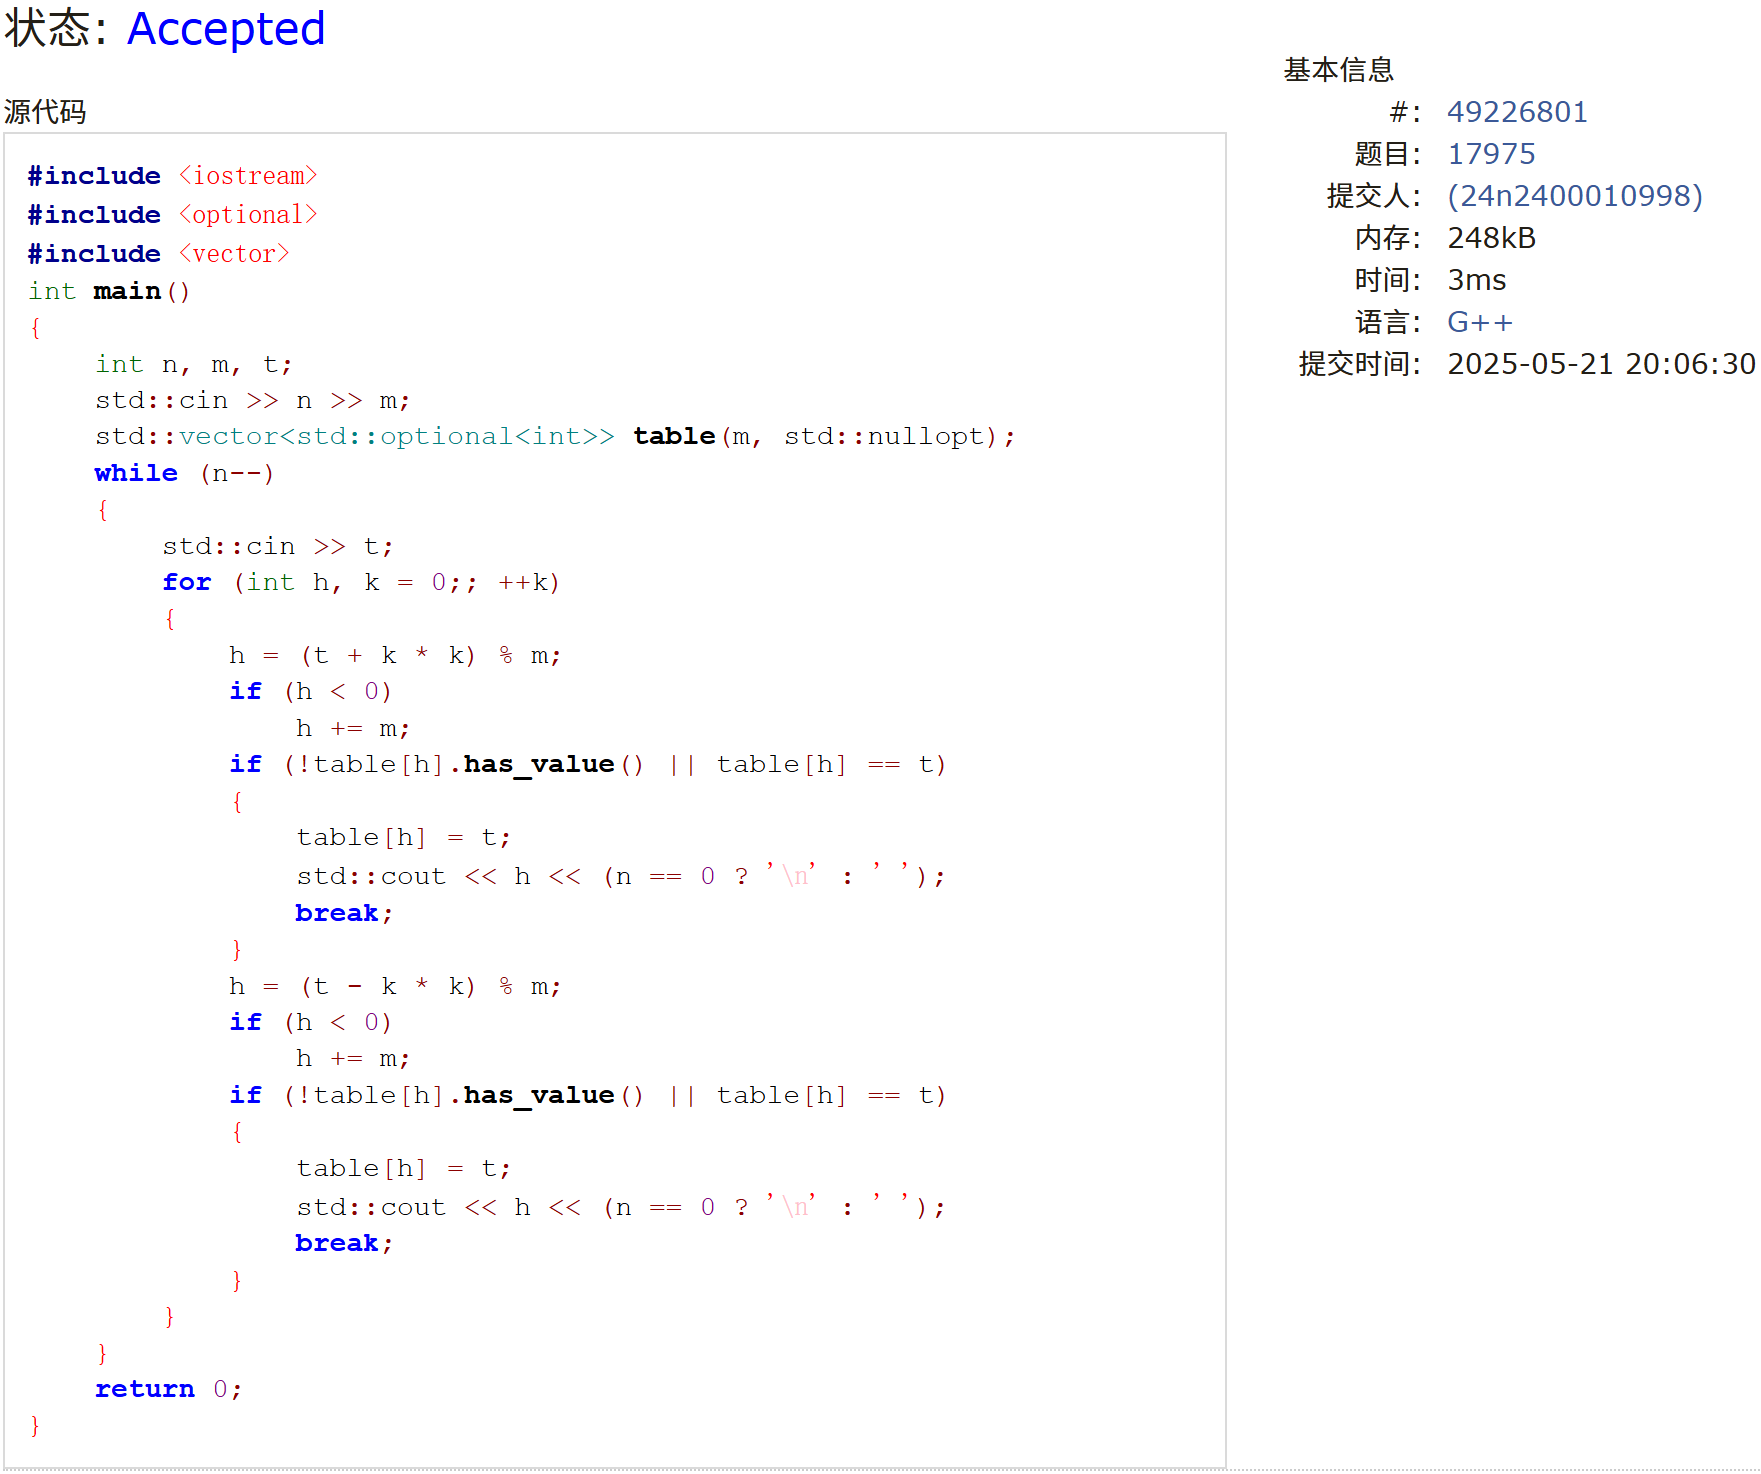 状态: Accepted
源代码
#include <iostream>
#include <optional>
#include <vector>
int main()
{
    int n, m, t;
    std::cin >> n >> m;
    std::vector<std::optional<int>> table(m, std::nullopt);
    while (n--)
    {
        std::cin >> t;
        for (int h, k = 0;; ++k)
        {
            h = (t + k * k) % m;
            if (h < 0)
                h += m;
            if (!table[h].has_value() || table[h] == t)
            {
                table[h] = t;
                std::cout << h << (n == 0 ? '\n' : ' ');
                break;
            }
            h = (t - k * k) % m;
            if (h < 0)
                h += m;
            if (!table[h].has_value() || table[h] == t)
            {
                table[h] = t;
                std::cout << h << (n == 0 ? '\n' : ' ');
                break;
            }
        }
    }
    return 0;
}
基本信息
#: 49226801
题目: 17975
提交人: (24n2400010998)
内存: 248kB
时间: 3ms
语言: G++
提交时间: 2025-05-21 20:06:30